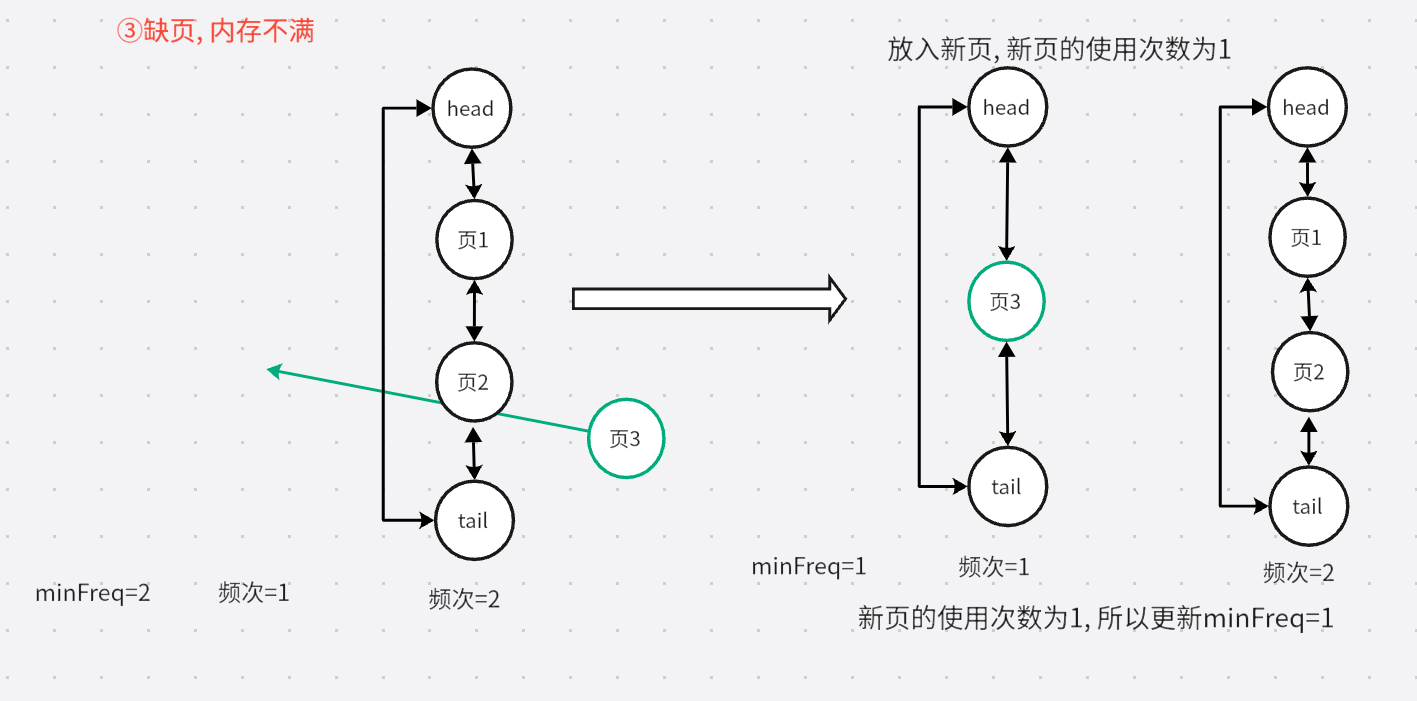 ③缺页, 内存不满
head
页1
页2
页3
tail
minFreq=2
频次=1
频次=2
放入新页, 新页的使用次数为1
head
页3
tail
head
页1
页2
tail
minFreq=1
频次=1
频次=2
新页的使用次数为1, 所以更新minFreq=1